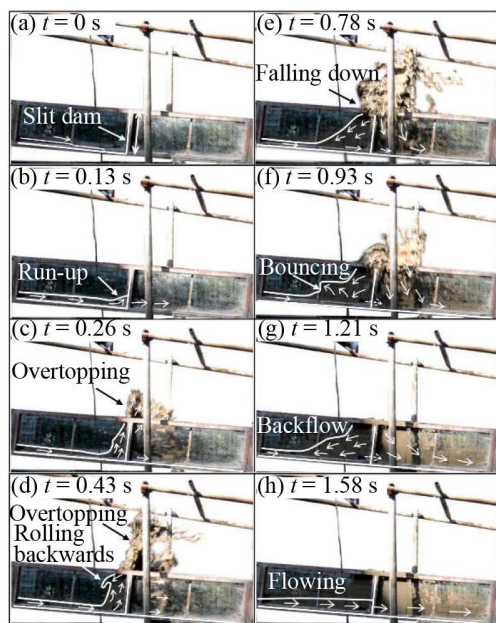 (a) t = 0 s
Slit dam
(b) t = 0.13 s
Run-up
(c) t = 0.26 s
Overtopping
(d) t = 0.43 s
Overtopping
Rolling
backwards
(e) t = 0.78 s
Falling down
(f) t = 0.93 s
Bouncing
(g) t = 1.21 s
Backflow
(h) t = 1.58 s
Flowing